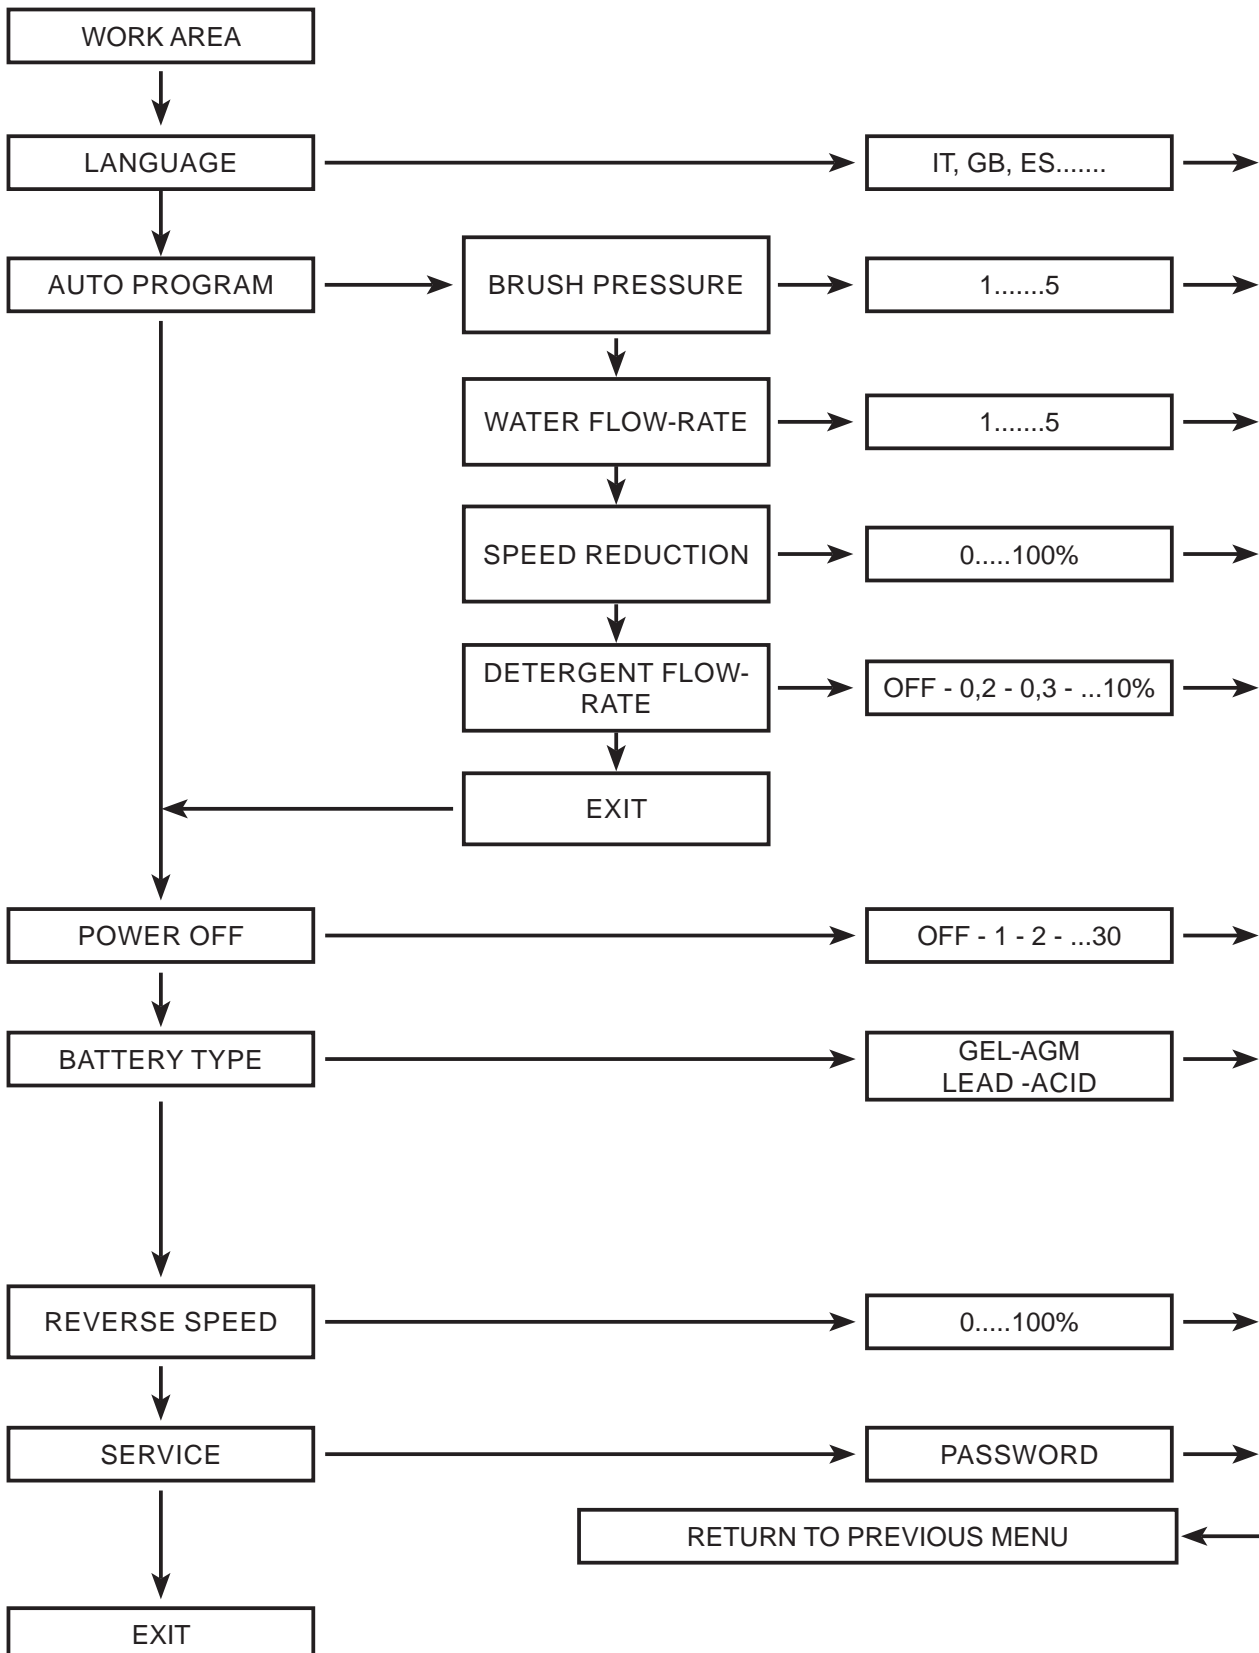 WORK AREA
LANGUAGE
IT, GB, ES.......
AUTO PROGRAM
BRUSH PRESSURE
1.......5
WATER FLOW-RATE
1.......5
SPEED REDUCTION
0.....100%
DETERGENT FLOW-
RATE
OFF - 0,2 - 0,3 - ...10%
EXIT
POWER OFF
OFF - 1 - 2 - ...30
BATTERY TYPE
GEL-AGM
LEAD -ACID
REVERSE SPEED
0.....100%
SERVICE
PASSWORD
RETURN TO PREVIOUS MENU
EXIT